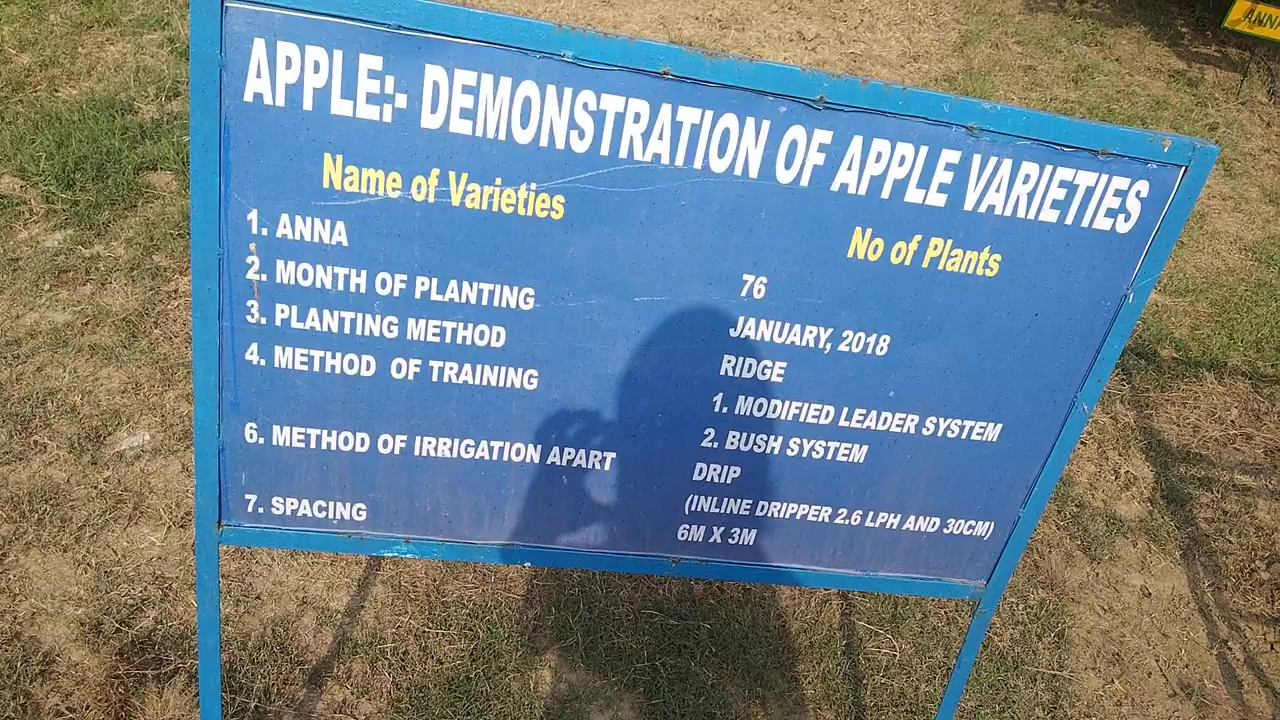 APPLE:- DEMONSTRATION OF APPLE VARIETIES
Name of Varieties No of Plants
1. ANNA 76
2. MONTH OF PLANTING JANUARY, 2018
3. PLANTING METHOD RIDGE
4. METHOD OF TRAINING 1. MODIFIED LEADER SYSTEM
2. BUSH SYSTEM
6. METHOD OF IRRIGATION APART DRIP
(INLINE DRIPPER 2.6 LPH AND 30CM)
7. SPACING 6M X 3M
ANN